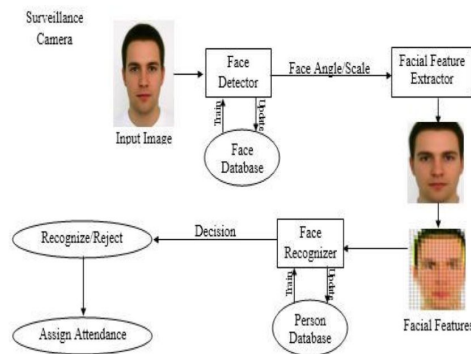 Surveillance
Camera
Input Image
Face
Detector
Face Angle/Scale
Facial Feature
Extractor
Train
Update
Face
Database
Recognize/Reject
Decision
Face
Recognizer
Train
Update
Person
Database
Facial Features
Assign Attendance